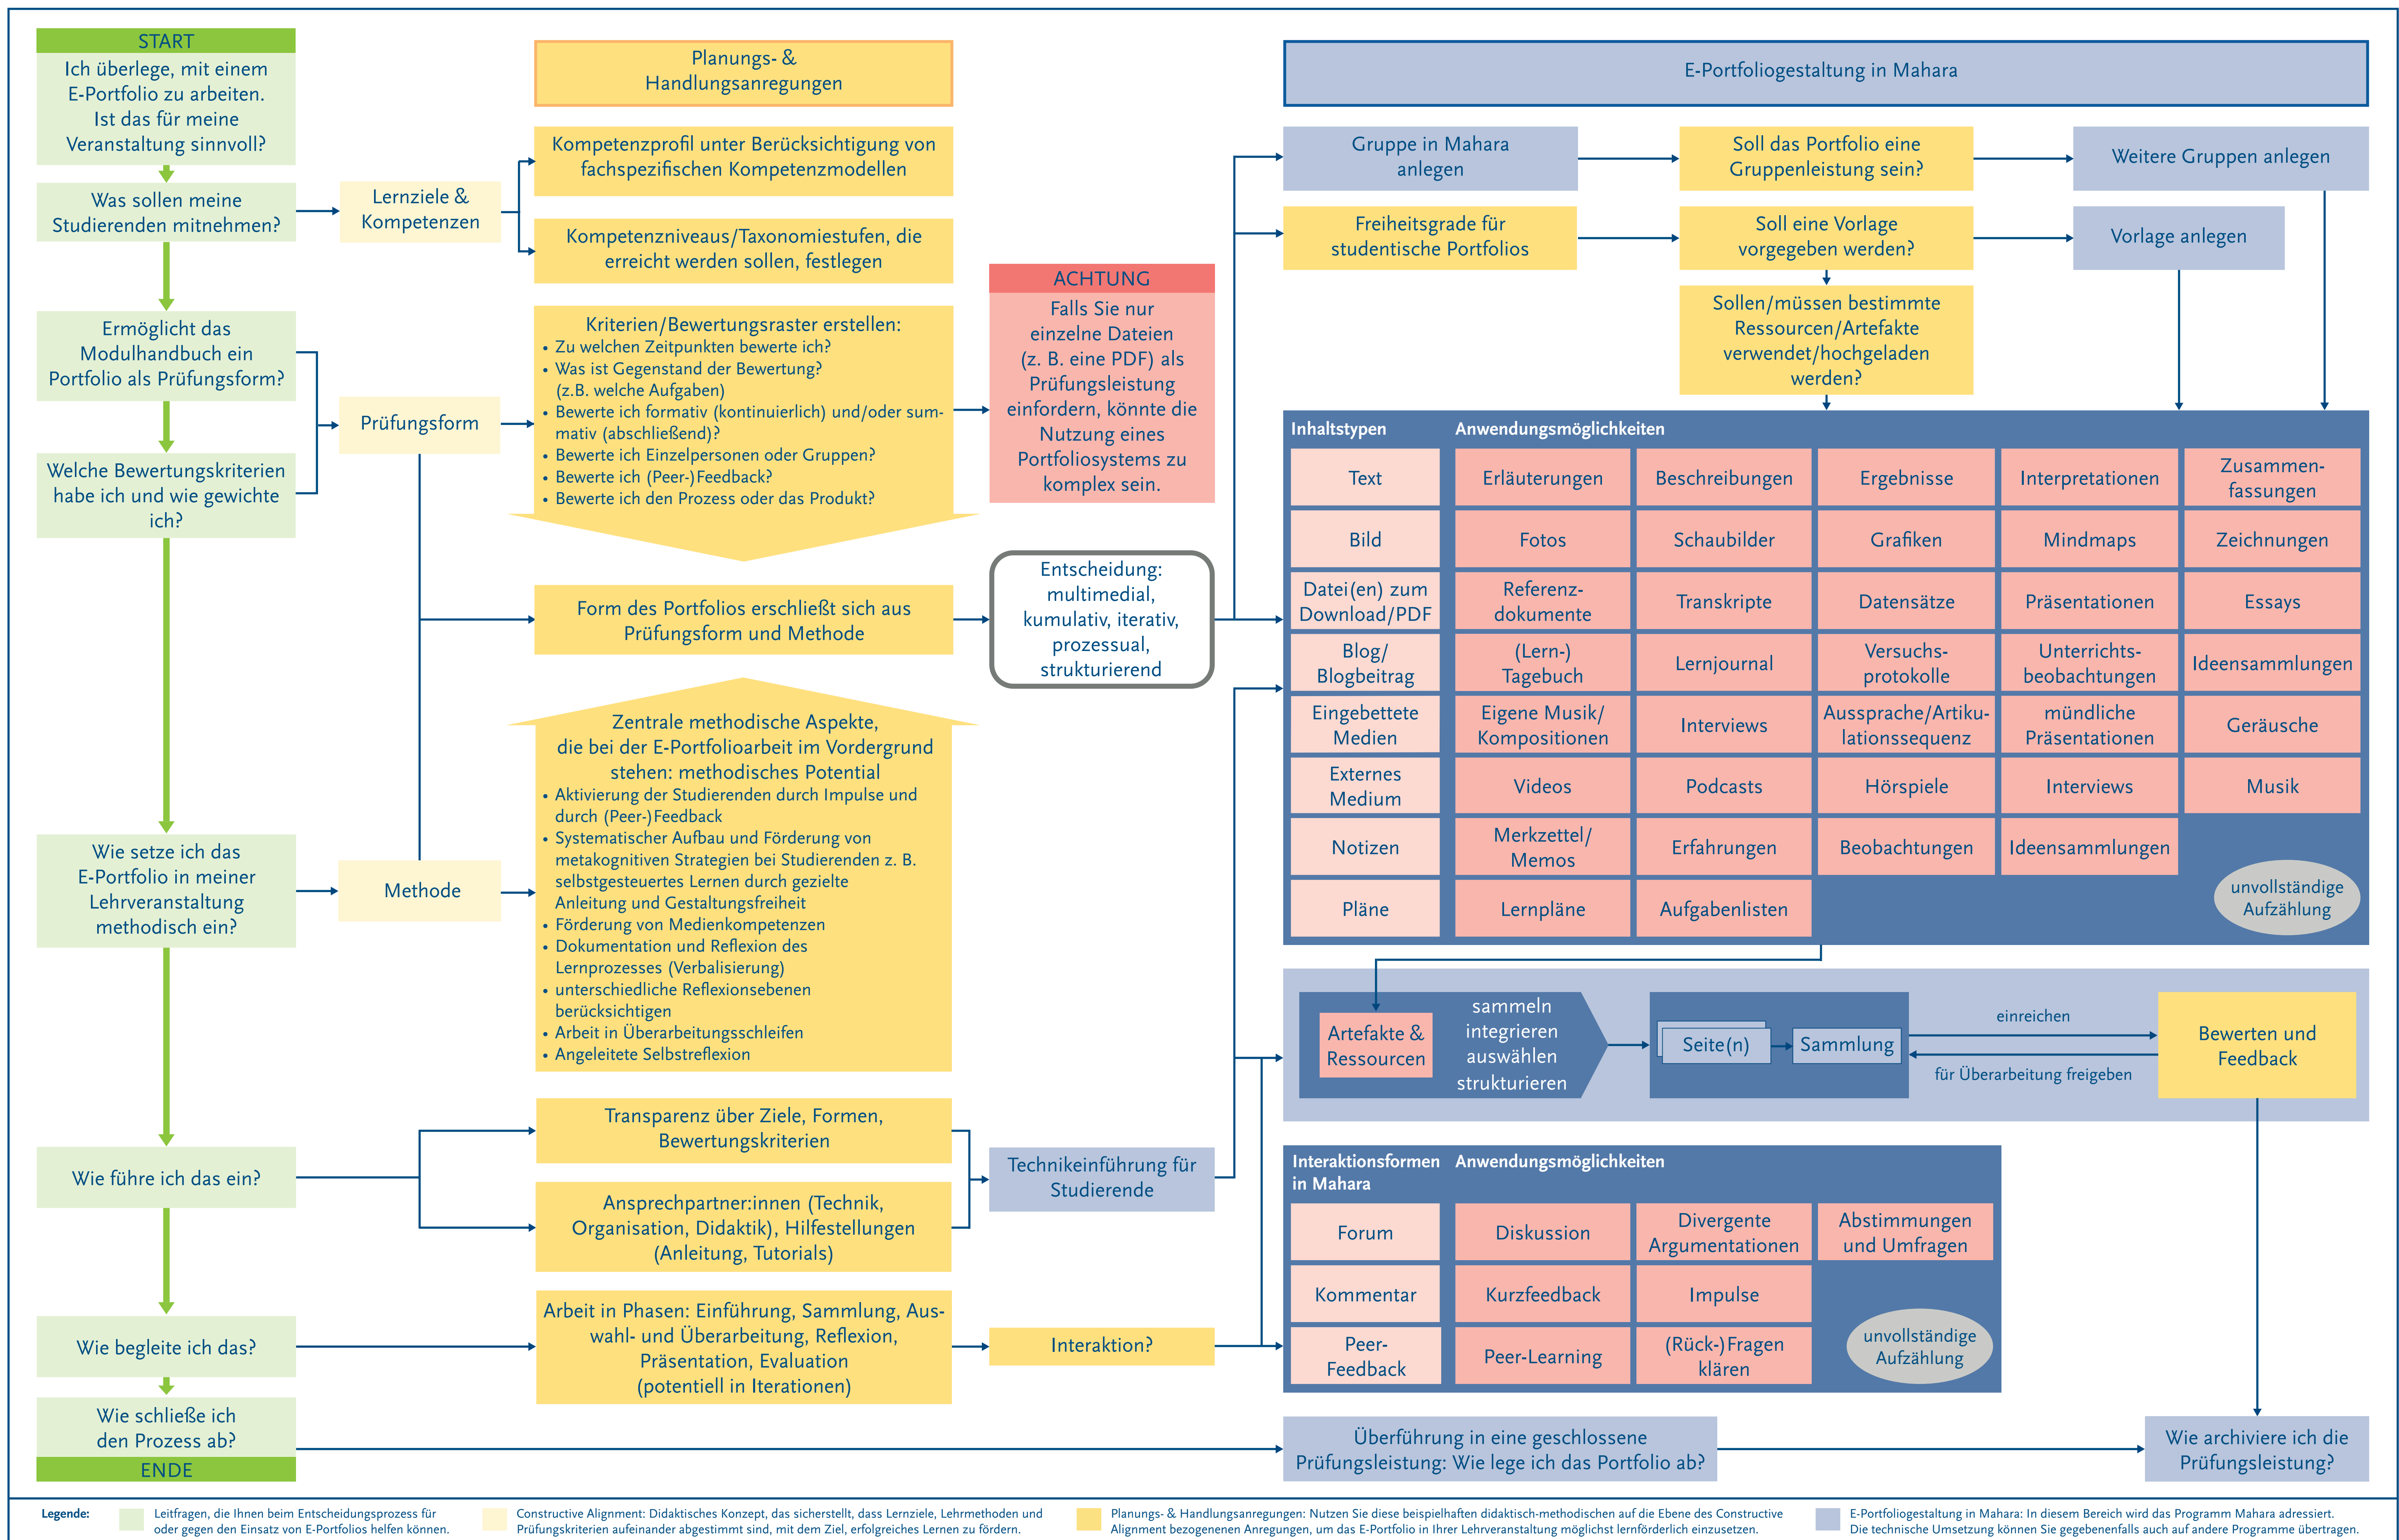 START
Ich überlege, mit einem
E-Portfolio zu arbeiten.
Ist das für meine
Veranstaltung sinnvoll?
Was sollen meine
Studierenden mitnehmen?
Ermöglicht das
Modulhandbuch ein
Portfolio als Prüfungsform?
Welche Bewertungskriterien
habe ich und wie gewichte
ich?
Wie setze ich das
E-Portfolio in meiner
Lehrveranstaltung
methodisch ein?
Wie führe ich das ein?
Wie begleite ich das?
Wie schließe ich
den Prozess ab?
ENDE
Lernziele &
Kompetenzen
Prüfungsform
Methode
Planungs- &
Handlungsanregungen
Kompetenzprofil unter Berücksichtigung von
fachspezifischen Kompetenzmodellen
Kompetenzniveaus/Taxonomiestufen, die
erreicht werden sollen, festlegen
Kriterien/Bewertungsraster erstellen:
• Zu welchen Zeitpunkten bewerte ich?
• Was ist Gegenstand der Bewertung?
(z.B. welche Aufgaben)
• Bewerte ich formativ (kontinuierlich) und/oder sum-
mativ (abschließend)?
• Bewerte ich Einzelpersonen oder Gruppen?
• Bewerte ich (Peer-)Feedback?
• Bewerte ich den Prozess oder das Produkt?
Form des Portfolios erschließt sich aus
Prüfungsform und Methode
Zentrale methodische Aspekte,
die bei der E-Portfolioarbeit im Vordergrund
stehen: methodisches Potential
• Aktivierung der Studierenden durch Impulse und
durch (Peer-)Feedback
• Systematischer Aufbau und Förderung von
metakognitiven Strategien bei Studierenden z. B.
selbstgesteuertes Lernen durch gezielte
Anleitung und Gestaltungsfreiheit
• Förderung von Medienkompetenzen
• Dokumentation und Reflexion des
Lernprozesses (Verbalisierung)
• unterschiedliche Reflexionsebenen
berücksichtigen
• Arbeit in Überarbeitungsschleifen
• Angeleitete Selbstreflexion
Transparenz über Ziele, Formen,
Bewertungskriterien
Ansprechpartner:innen (Technik,
Organisation, Didaktik), Hilfestellungen
(Anleitung, Tutorials)
Arbeit in Phasen: Einführung, Sammlung, Aus-
wahl- und Überarbeitung, Reflexion,
Präsentation, Evaluation
(potentiell in Iterationen)
ACHTUNG
Falls Sie nur
einzelne Dateien
(z. B. eine PDF) als
Prüfungsleistung
einfordern, könnte die
Nutzung eines
Portfoliosystems zu
komplex sein.
Entscheidung:
multimedial,
kumulativ, iterativ,
prozessual,
strukturierend
Technikeinführung für
Studierende
Interaktion?
E-Portfoliogestaltung in Mahara
Gruppe in Mahara
anlegen
Soll das Portfolio eine
Gruppenleistung sein?
Weitere Gruppen anlegen
Freiheitsgrade für
studentische Portfolios
Soll eine Vorlage
vorgegeben werden?
Vorlage anlegen
Sollen/müssen bestimmte
Ressourcen/Artefakte
verwendet/hochgeladen
werden?
Inhaltstypen Anwendungsmöglichkeiten
Text Erläuterungen Beschreibungen Ergebnisse Interpretationen Zusammen-
fassungen
Bild Fotos Schaubilder Grafiken Mindmaps Zeichnungen
Datei(en) zum Referenz- Transkripte Datensätze Präsentationen Essays
Download/PDF dokumente
Blog/ (Lern-) Lernjournal Versuchs- Unterrichts- Ideensammlungen
Blogbeitrag Tagebuch protokolle beobachtungen
Eingebettete Eigene Musik/ Interviews Aussprache/Artiku- mündliche Geräusche
Medien Kompositionen lationssequenz Präsentationen
Externes Videos Podcasts Hörspiele Interviews Musik
Medium
Notizen Merkzettel/ Erfahrungen Beobachtungen Ideensammlungen
Memos
Pläne Lernpläne Aufgabenlisten
unvollständige
Aufzählung
Artefakte &
Ressourcen
sammeln
integrieren
auswählen
strukturieren
Seite(n)
Sammlung
einreichen
für Überarbeitung freigeben
Bewerten und
Feedback
Interaktionsformen Anwendungsmöglichkeiten
in Mahara
Forum Diskussion Divergente Abstimmungen
Argumentationen und Umfragen
Kommentar Kurzfeedback Impulse
Peer- Peer-Learning (Rück-)Fragen
Feedback klären
unvollständige
Aufzählung
Überführung in eine geschlossene
Prüfungsleistung: Wie lege ich das Portfolio ab?
Wie archiviere ich die
Prüfungsleistung?
Legende:
Leitfragen, die Ihnen beim Entscheidungsprozess für
oder gegen den Einsatz von E-Portfolios helfen können.
Constructive Alignment: Didaktisches Konzept, das sicherstellt, dass Lernziele, Lehrmethoden und
Prüfungskriterien aufeinander abgestimmt sind, mit dem Ziel, erfolgreiches Lernen zu fördern.
Planungs- & Handlungsanregungen: Nutzen Sie diese beispielhaften didaktisch-methodischen auf die Ebene des Constructive
Alignment bezogenenen Anregungen, um das E-Portfolio in Ihrer Lehrveranstaltung möglichst lernförderlich einzusetzen.
E-Portfoliogestaltung in Mahara: In diesem Bereich wird das Programm Mahara adressiert.
Die technische Umsetzung können Sie gegebenenfalls auch auf andere Programme übertragen.